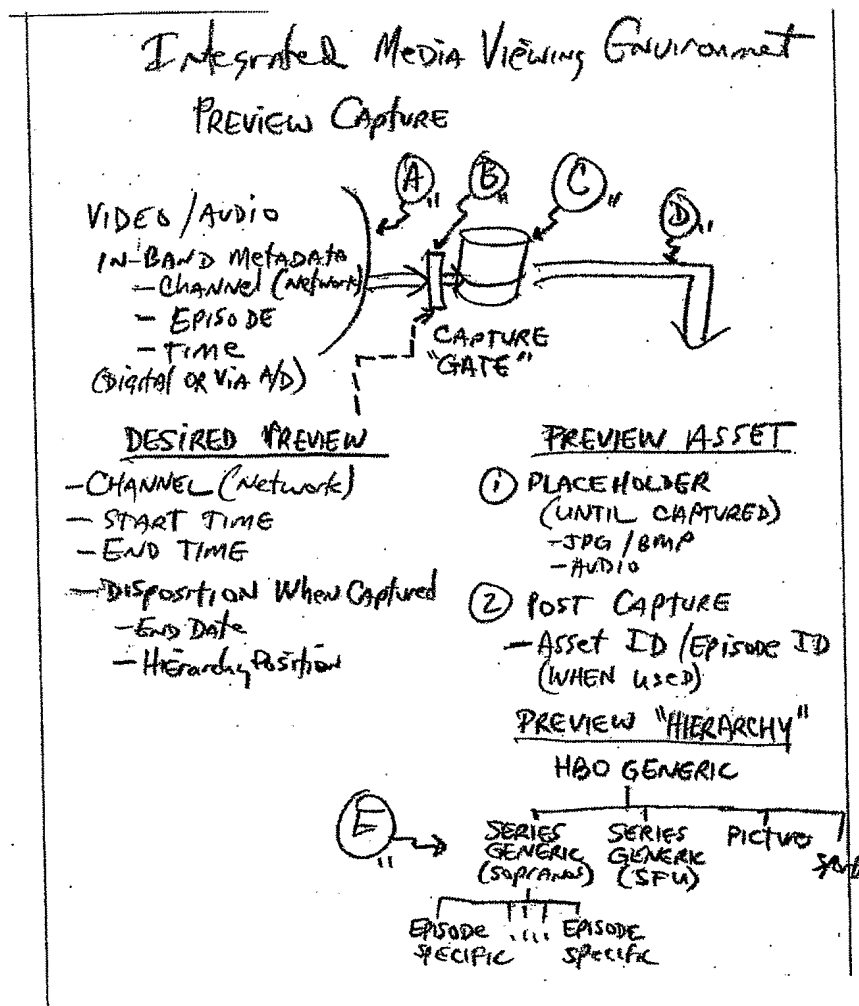 Integrated Media Viewing Environmet
PREVIEW CAPTURE
A"
B"
C"
D"
VIDEO / AUDIO
IN-BAND METADATA
- CHANNEL (Network)
- EPISODE
- TIME
(Digital OR VIA A/D)
CAPTURE
"GATE"
DESIRED PREVIEW
- CHANNEL (Network)
- START TIME
- END TIME
- Disposition When Captured
- END Date
- Hierarchy Position
PREVIEW ASSET
1 PLACEHOLDER
(UNTIL CAPTURED)
- JPG / BMP
- AUDIO
2 POST CAPTURE
- Asset ID / Episode ID
(WHEN USED)
PREVIEW "HIERARCHY"
HBO GENERIC
E"
SERIES GENERIC (SOPRANOS)
SERIES GENERIC (SFU)
PICTURES
Sports
EPISODE SPECIFIC
....
EPISODE SPECIFIC